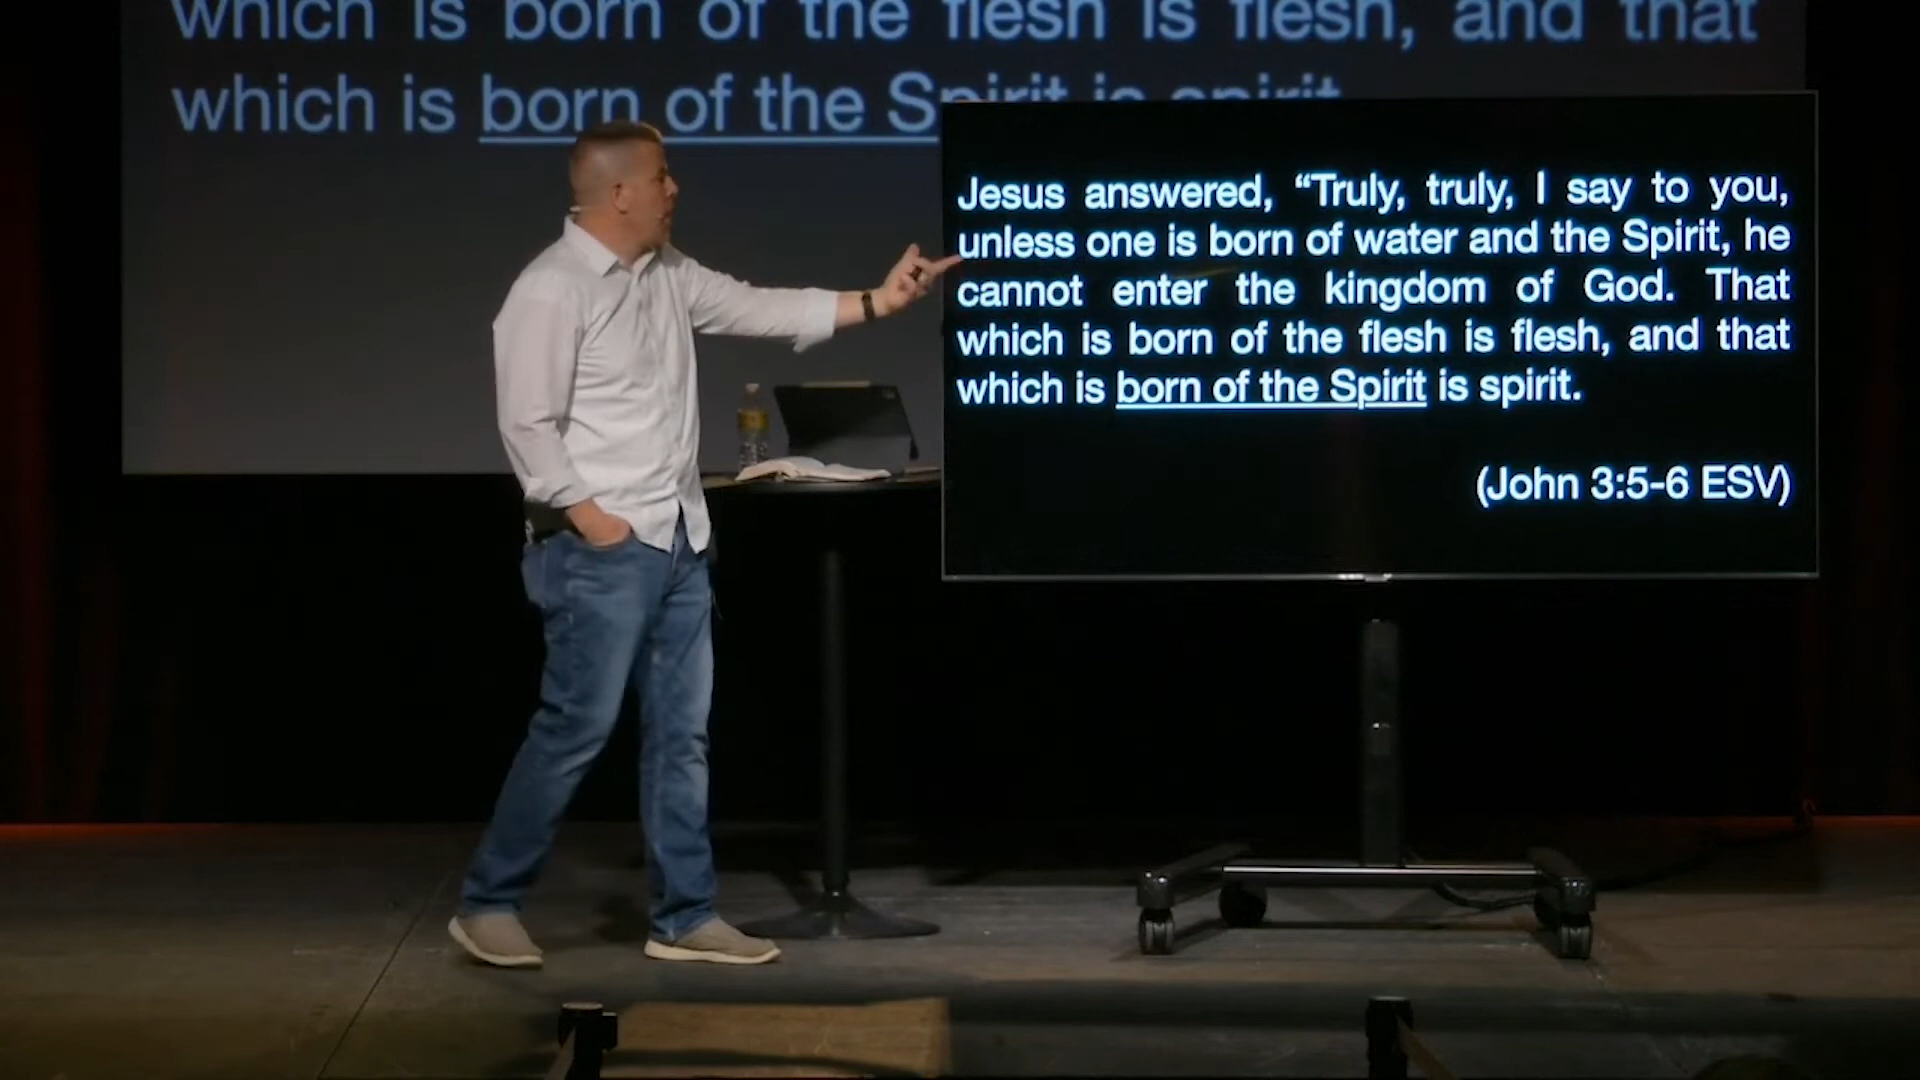 which is born of the flesh is flesh, and that
which is born of the Spirit is spirit
Jesus answered, “Truly, truly, I say to you,
unless one is born of water and the Spirit, he
cannot enter the kingdom of God. That
which is born of the flesh is flesh, and that
which is born of the Spirit is spirit.
(John 3:5-6 ESV)